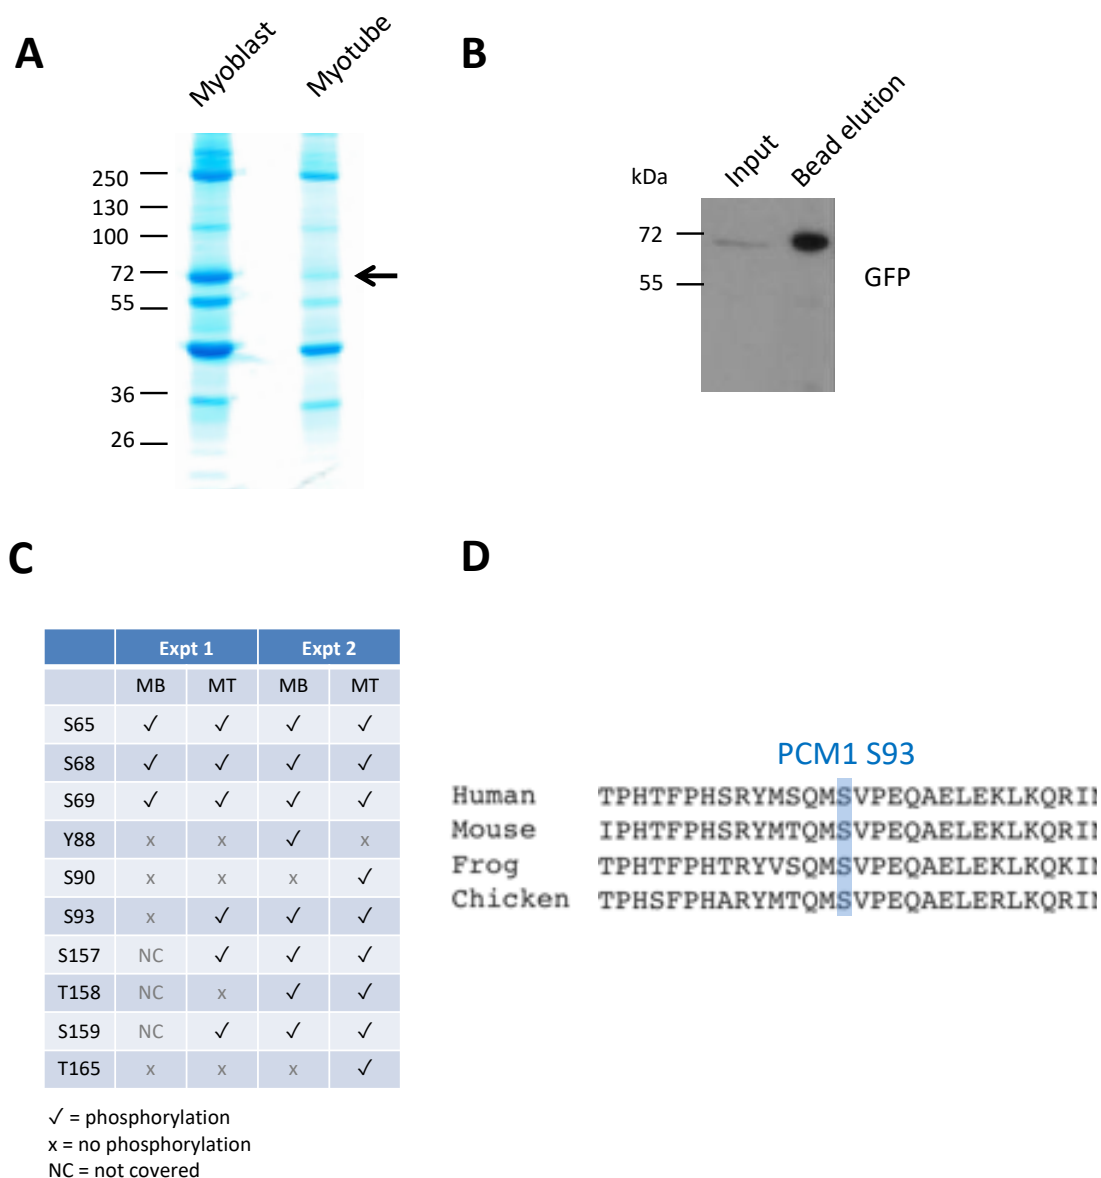 A
Myoblast
Myotube
250
130
100
72
55
36
26
B
kDa
Input
Bead elution
72
55
GFP
C
Expt 1 Expt 2
MB MT MB MT
S65 ✓ ✓ ✓ ✓
S68 ✓ ✓ ✓ ✓
S69 ✓ ✓ ✓ ✓
Y88 x x ✓ x
S90 x x x ✓
S93 x ✓ ✓ ✓
S157 NC ✓ ✓ ✓
T158 NC x ✓ ✓
S159 NC ✓ ✓ ✓
T165 x x x ✓
✓ = phosphorylation
x = no phosphorylation
NC = not covered
D
PCM1 S93
Human TPHTFPHSRYMSQMSVPEQAELEKLKQRI
Mouse IPHTFPHSRYMTQMSVPEQAELEKLKQRI
Frog TPHTFPHTRYVSQMSVPEQAELEKLKQKI
Chicken TPHSFPHARYMTQMSVPEQAELERLKQRI